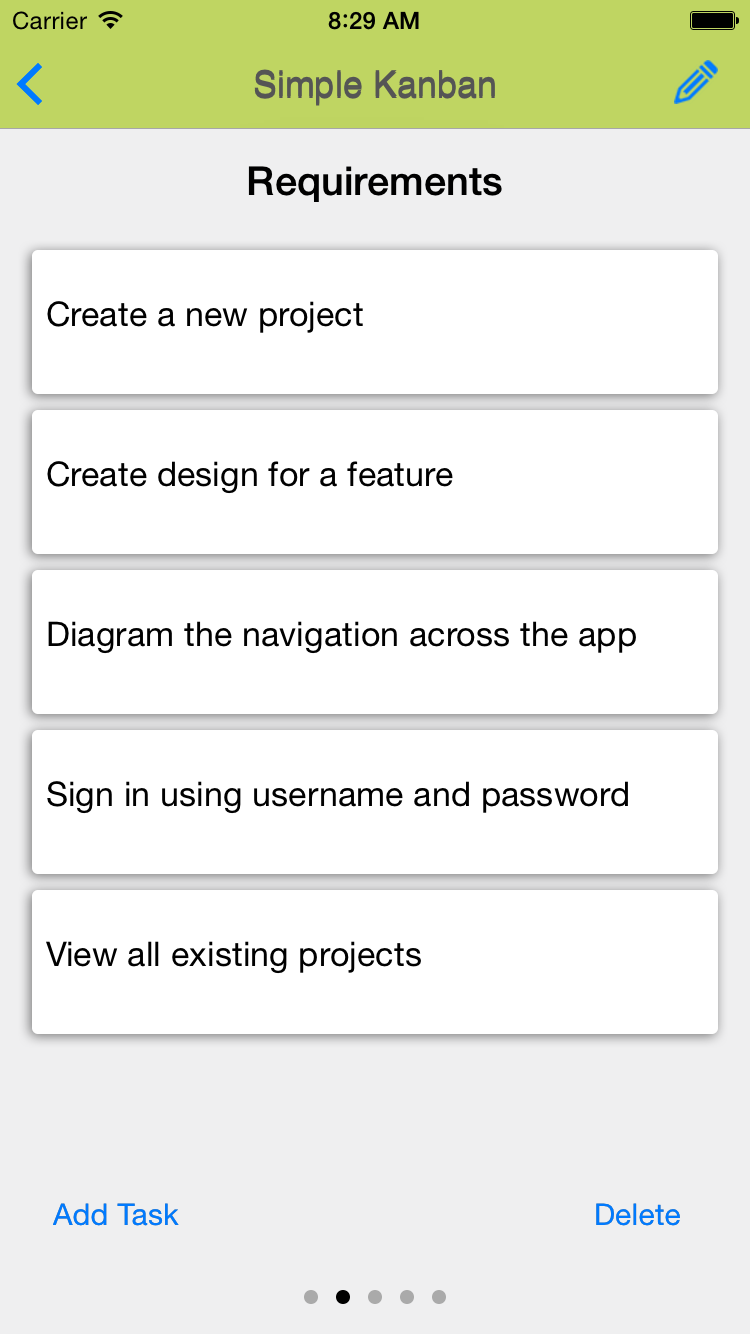 Carrier
8:29 AM
Simple Kanban
Requirements
Create a new project
Create design for a feature
Diagram the navigation across the app
Sign in using username and password
View all existing projects
Add Task
Delete